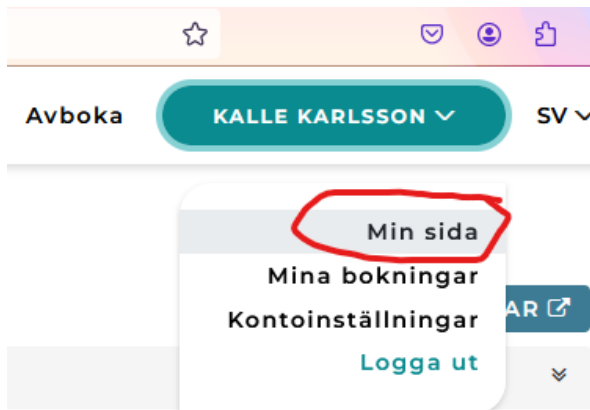 Avboka KALLE KARLSSON SV
Min sida
Mina bokningar
AR
Kontoinställningar
Logga ut